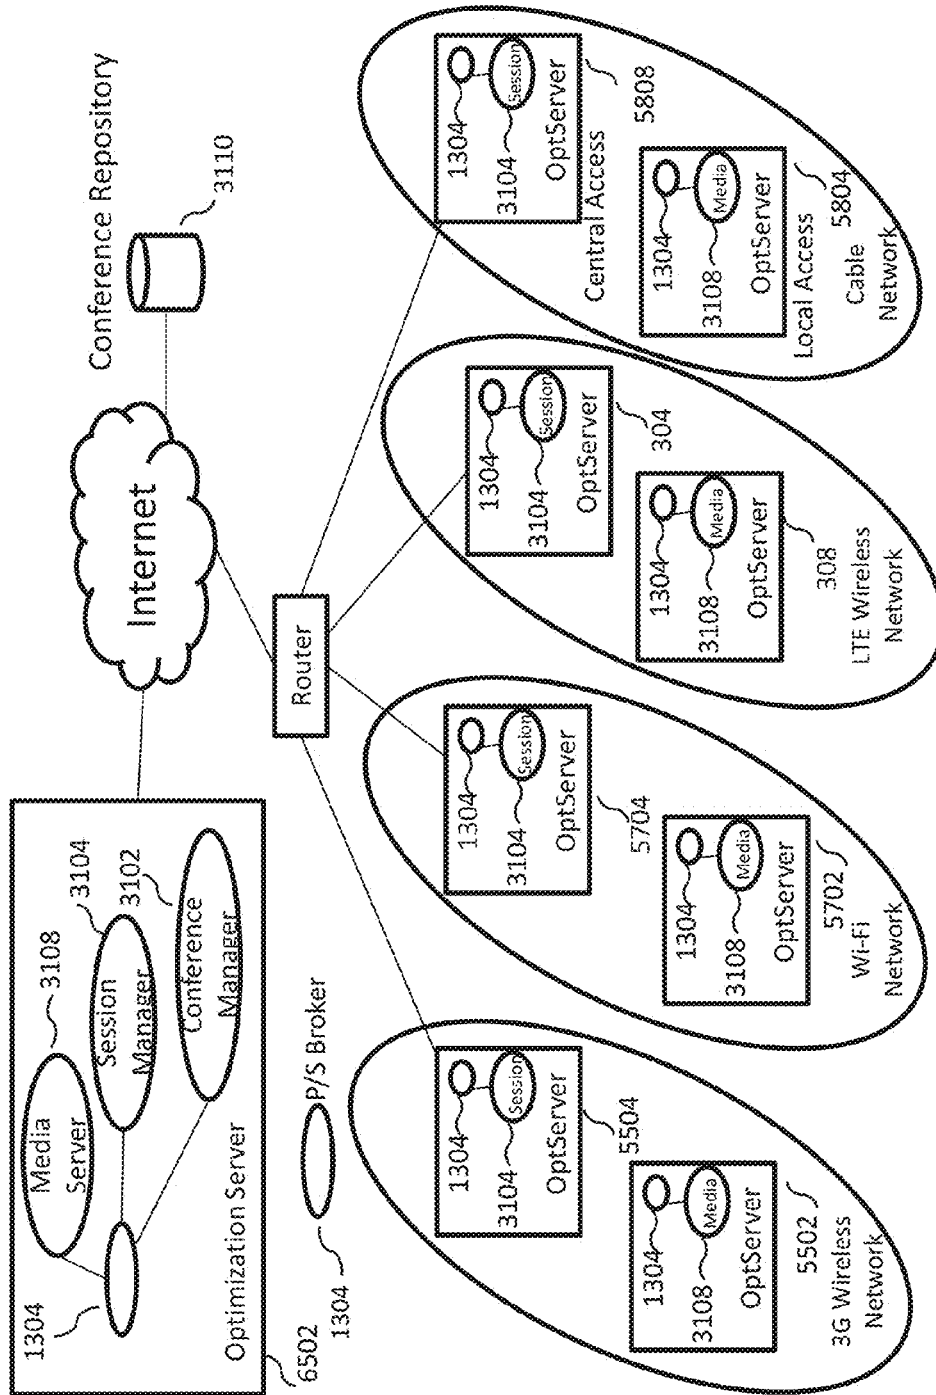 1304
Media
Server
3108
Session
Manager
3104
Conference
Manager
3102
Optimization Server
6502
Internet
Conference Repository
3110
P/S Broker
1304
Router
1304
Session
3104
OptServer
5504
1304
Media
3108
OptServer
5502
3G Wireless
Network
1304
Session
3104
OptServer
5704
1304
Media
3108
OptServer
5702
Wi-Fi
Network
1304
Session
3104
OptServer
304
1304
Media
3108
OptServer
308
LTE Wireless
Network
1304
Session
3104
OptServer
Central Access
5808
1304
Media
3108
OptServer
Local Access
5804
Cable
Network